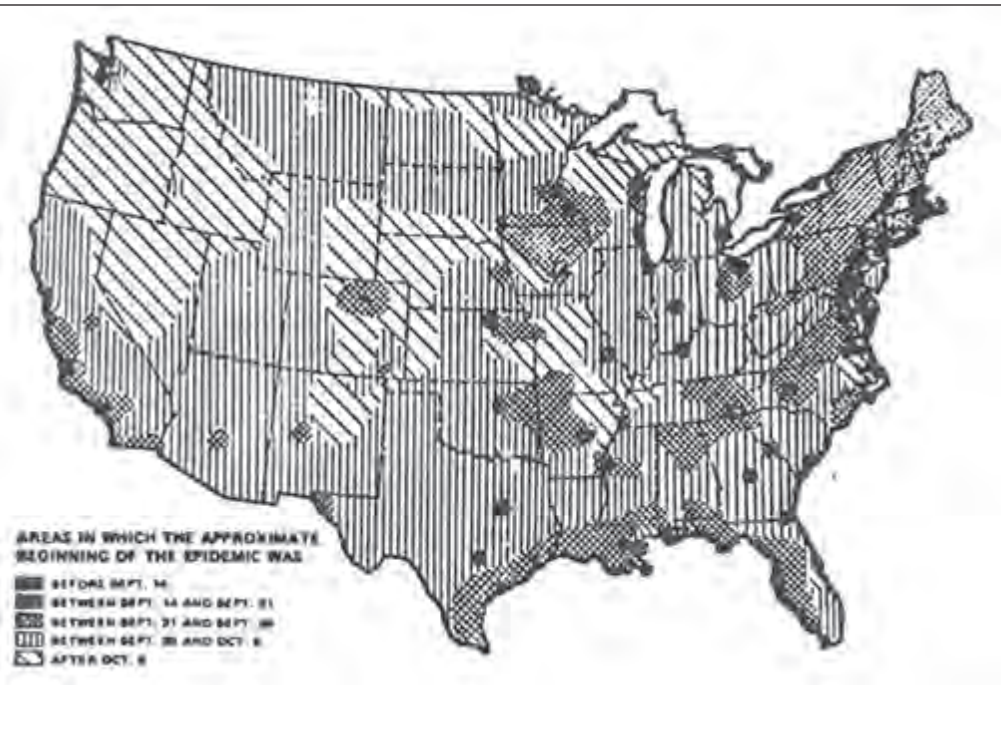 AREAS IN WHICH THE APPROXIMATE
BEGINNING OF THE EPIDEMIC WAS
BEFORE SEPT. 14
BETWEEN SEPT. 14 AND SEPT. 21
BETWEEN SEPT. 21 AND SEPT.
BETWEEN SEPT. AND OCT.
AFTER OCT.